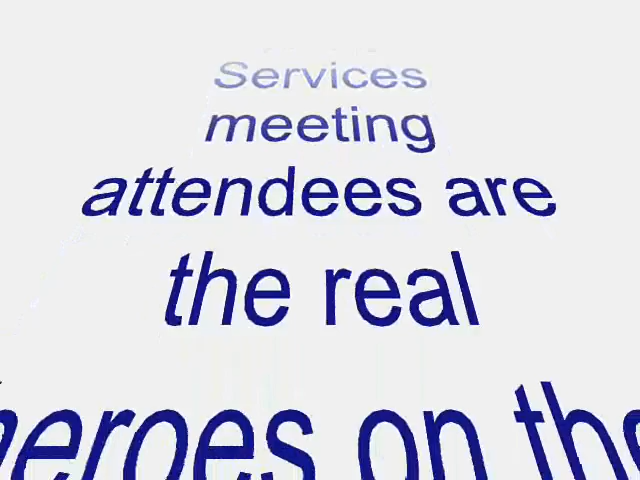 Services
meeting
attendees are
the real
heroes on the